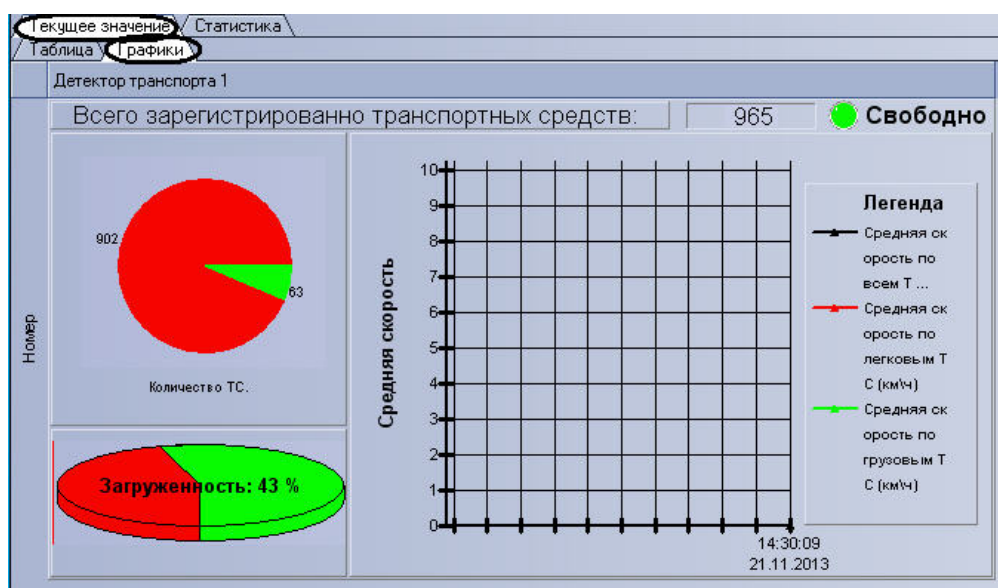 Текущее значение Статистика
Таблица Графики
Детектор транспорта 1
Всего зарегистрированно транспортных средств: 965 Свободно
Номер
902
63
Количество ТС.
Загруженность: 43 %
Средняя скорость
10
9
8
7
6
5
4
3
2
1
0
14:30:09
21.11.2013
Легенда
Средняя ск
орость по
всем Т ...
Средняя ск
орость по
легковым Т
С (км\ч)
Средняя ск
орость по
грузовым Т
С (км\ч)